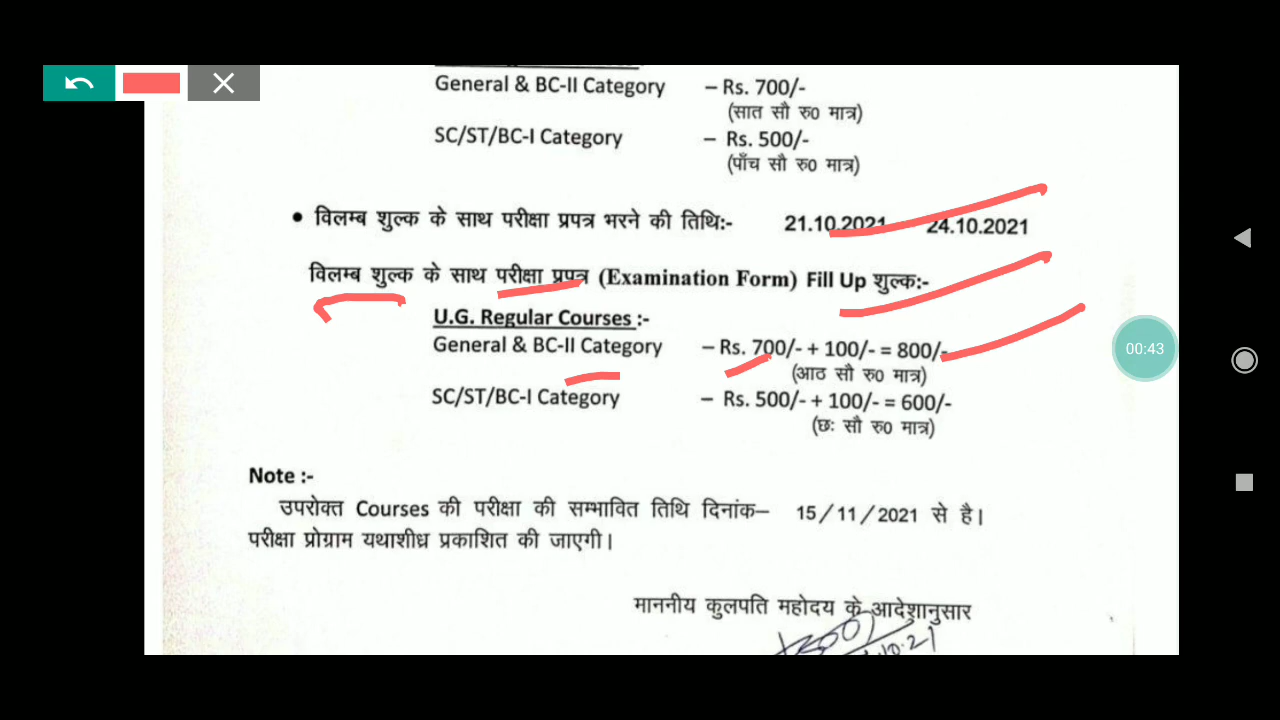 General & BC-II Category – Rs. 700/-
(सात सौ रु0 मात्र)
SC/ST/BC-I Category – Rs. 500/-
(पाँच सौ रु0 मात्र)
• विलम्ब शुल्क के साथ परीक्षा प्रपत्र भरने की तिथि:- 21.10.2021 24.10.2021
विलम्ब शुल्क के साथ परीक्षा प्रपत्र (Examination Form) Fill Up शुल्क:-
U.G. Regular Courses :-
General & BC-II Category – Rs. 700/- + 100/- = 800/-
(आठ सौ रु0 मात्र)
00:43
SC/ST/BC-I Category – Rs. 500/- + 100/- = 600/-
(छः सौ रु0 मात्र)
Note :-
उपरोक्त Courses की परीक्षा की सम्भावित तिथि दिनांक– 15/11/2021 से है।
परीक्षा प्रोग्राम यथाशीध्र प्रकाशित की जाएगी।
माननीय कुलपति महोदय के आदेशानुसार